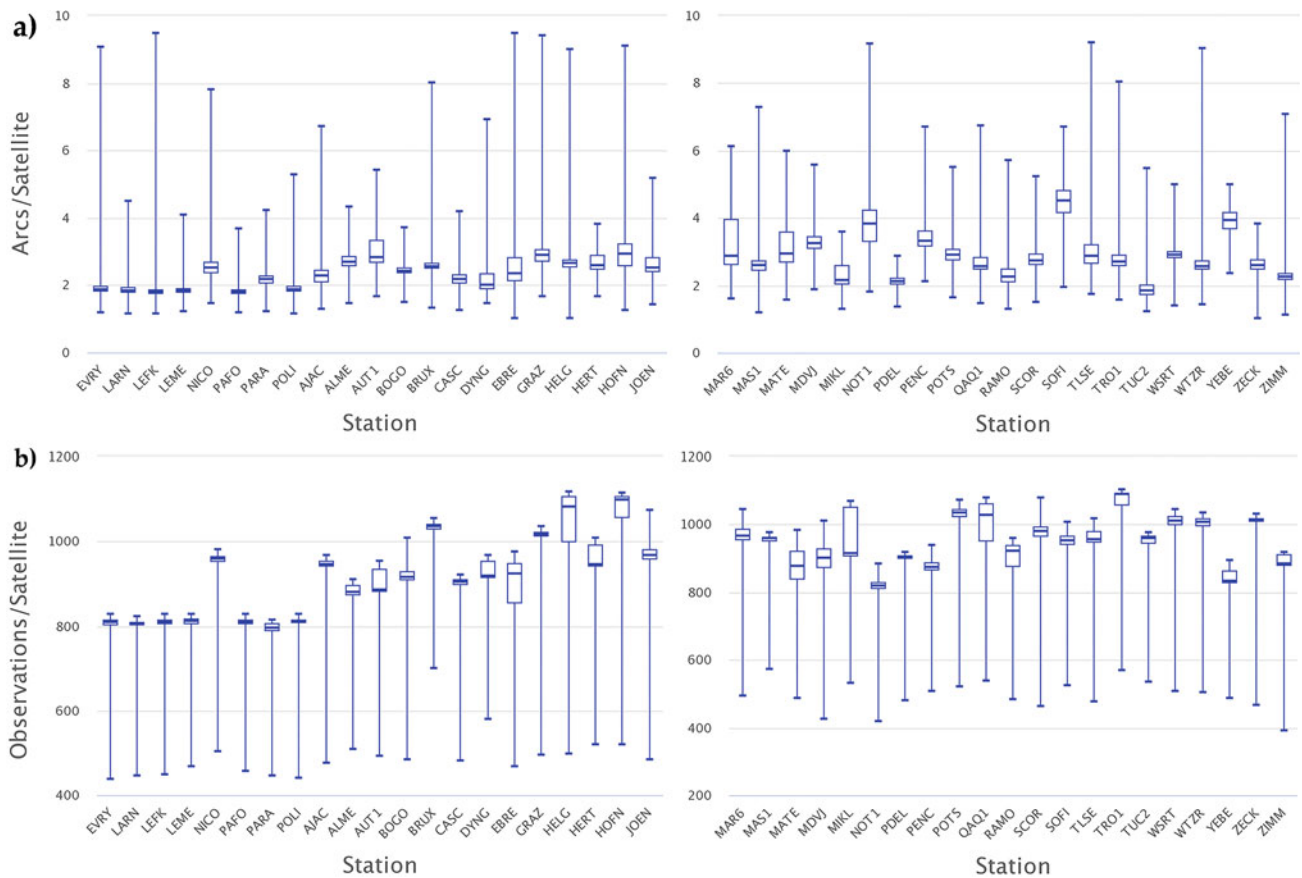 a)
Arcs/Satellite
10
8
6
4
2
0
EVRY LARN LEFK LEME NICO PAFO PARA POLI AJAC ALME AUT1 BOGO BRUX CASC DYNG EBRE GRAZ HELG HERT HOFN JOEN
Station
10
8
6
4
2
0
MAR6 MAS1 MATE MDVJ MIKL NOT1 PDEL PENC POTS QAQ1 RAMO SCOR SOFI TLSE TRO1 TUC2 WSRT WTZR YEBE ZECK ZIMM
Station
b)
Observations/Satellite
1200
1000
800
600
400
EVRY LARN LEFK LEME NICO PAFO PARA POLI AJAC ALME AUT1 BOGO BRUX CASC DYNG EBRE GRAZ HELG HERT HOFN JOEN
Station
1200
1000
800
600
400
200
MAR6 MAS1 MATE MDVJ MIKL NOT1 PDEL PENC POTS QAQ1 RAMO SCOR SOFI TLSE TRO1 TUC2 WSRT WTZR YEBE ZECK ZIMM
Station